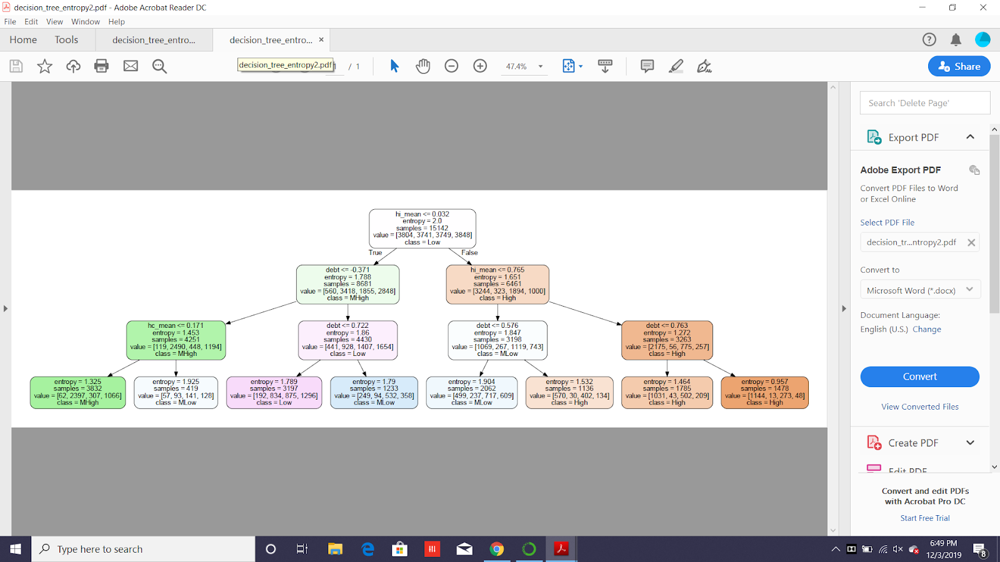 decision_tree_entropy2.pdf - Adobe Acrobat Reader DC
File Edit View Window Help
Home Tools decision_tree_entro... decision_tree_entro... ×
decision_tree_entropy2.pdf / 1 47.4% Share
Search 'Delete Page'
Export PDF
Adobe Export PDF
Convert PDF Files to Word
or Excel Online
Select PDF File
decision_tr...ntropy2.pdf
Convert to
Microsoft Word (*.docx)
Document Language:
English (U.S.) Change
Convert
View Converted Files
Create PDF
Edit PDF
Convert and edit PDFs
with Acrobat Pro DC
Start Free Trial
hi_mean <= 0.032
entropy = 2.0
samples = 15142
value = [3804, 3741, 3749, 3848]
class = Low
True
False
debt <= -0.371
entropy = 1.788
samples = 8681
value = [560, 3418, 1855, 2848]
class = MHigh
hi_mean <= 0.765
entropy = 1.651
samples = 6461
value = [3244, 323, 1894, 1000]
class = High
hc_mean <= 0.171
entropy = 1.453
samples = 4251
value = [119, 2490, 448, 1194]
class = MHigh
debt <= 0.722
entropy = 1.86
samples = 4430
value = [441, 928, 1407, 1654]
class = Low
debt <= 0.576
entropy = 1.847
samples = 3198
value = [1069, 267, 1119, 743]
class = MLow
debt <= 0.763
entropy = 1.272
samples = 3263
value = [2175, 56, 775, 257]
class = High
entropy = 1.325
samples = 3832
value = [62, 2397, 307, 1066]
class = MHigh
entropy = 1.925
samples = 419
value = [57, 93, 141, 128]
class = MLow
entropy = 1.789
samples = 3197
value = [192, 834, 875, 1296]
class = Low
entropy = 1.79
samples = 1233
value = [249, 94, 532, 358]
class = MLow
entropy = 1.904
samples = 2062
value = [499, 237, 717, 609]
class = MLow
entropy = 1.532
samples = 1136
value = [570, 30, 402, 134]
class = High
entropy = 1.464
samples = 1785
value = [1031, 43, 502, 209]
class = High
entropy = 0.957
samples = 1478
value = [1144, 13, 273, 48]
class = High
Type here to search
6:49 PM
12/3/2019
8